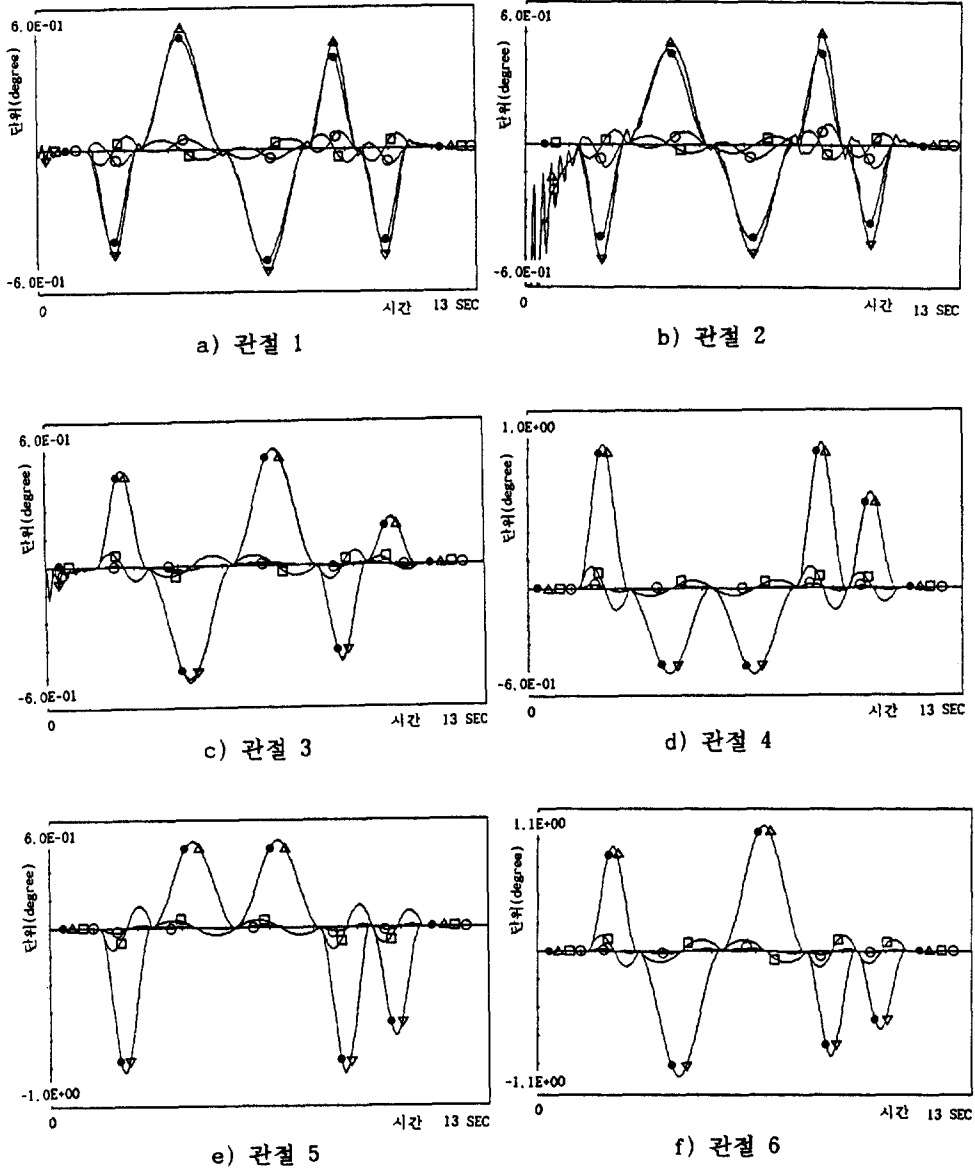 6.0E-01
단위(degree)
-6.0E-01
0
시간 13 SEC
a) 관절 1
6.0E-01
단위(degree)
-6.0E-01
0
시간 13 SEC
b) 관절 2
6.0E-01
단위(degree)
-6.0E-01
0
시간 13 SEC
c) 관절 3
1.0E+00
단위(degree)
-6.0E-01
0
시간 13 SEC
d) 관절 4
6.0E-01
단위(degree)
-1.0E+00
0
시간 13 SEC
e) 관절 5
1.1E+00
단위(degree)
-1.1E+00
0
시간 13 SEC
f) 관절 6